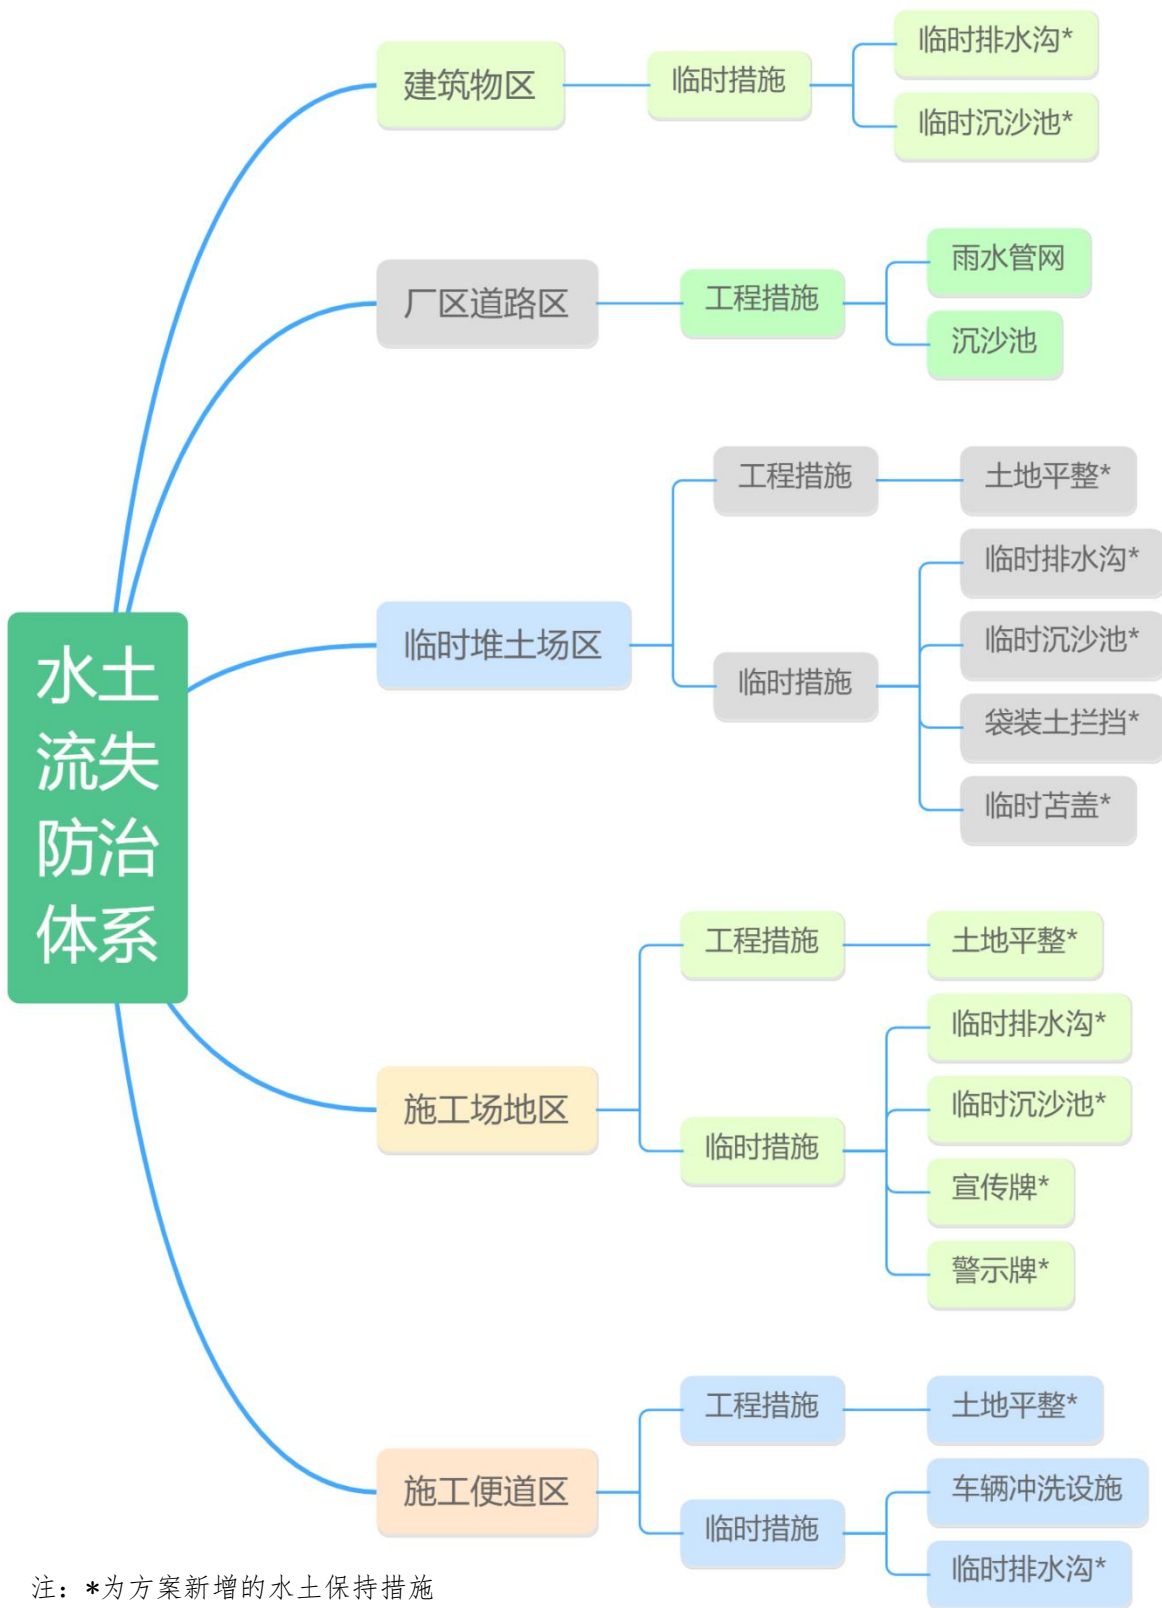 水土
流失
防治
体系
建筑物区
临时措施
临时排水沟*
临时沉沙池*
厂区道路区
工程措施
雨水管网
沉沙池
临时堆土场区
工程措施
土地平整*
临时措施
临时排水沟*
临时沉沙池*
袋装土拦挡*
临时苫盖*
施工场地区
工程措施
土地平整*
临时措施
临时排水沟*
临时沉沙池*
宣传牌*
警示牌*
施工便道区
工程措施
土地平整*
临时措施
车辆冲洗设施
临时排水沟*
注：*为方案新增的水土保持措施